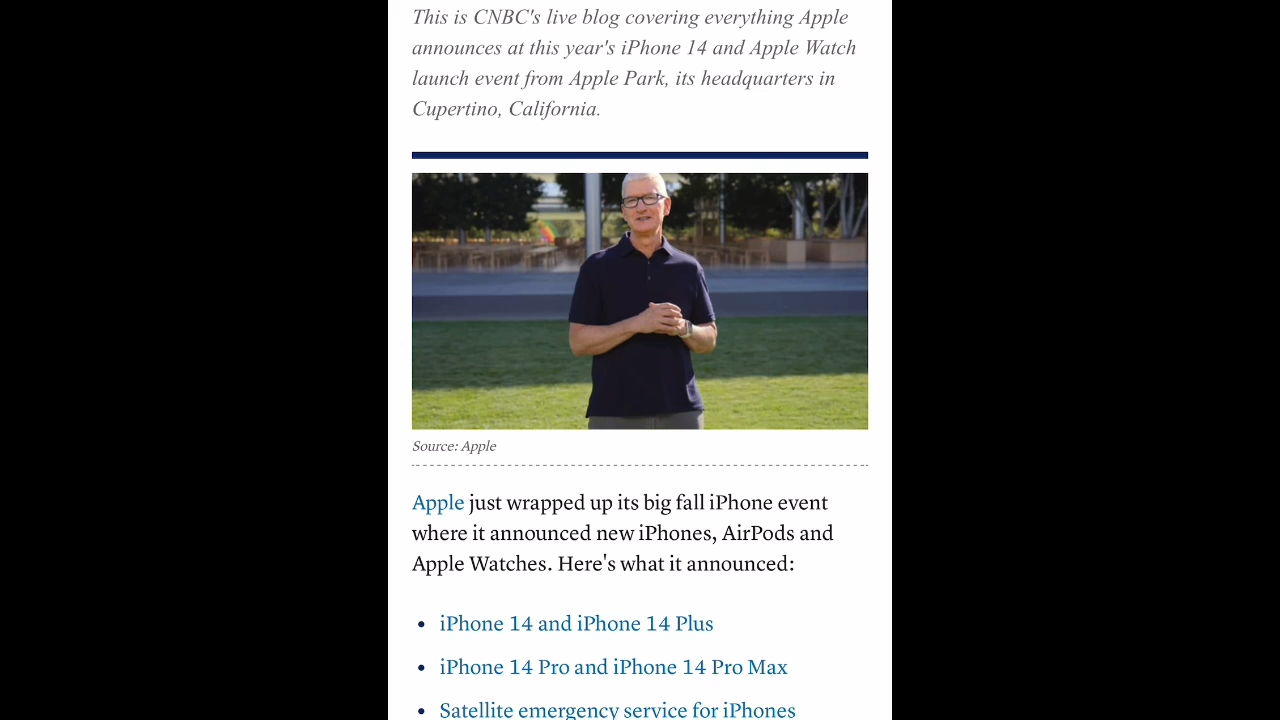 This is CNBC's live blog covering everything Apple
announces at this year's iPhone 14 and Apple Watch
launch event from Apple Park, its headquarters in
Cupertino, California.
Source: Apple
Apple just wrapped up its big fall iPhone event
where it announced new iPhones, AirPods and
Apple Watches. Here's what it announced:
• iPhone 14 and iPhone 14 Plus
• iPhone 14 Pro and iPhone 14 Pro Max
• Satellite emergency service for iPhones